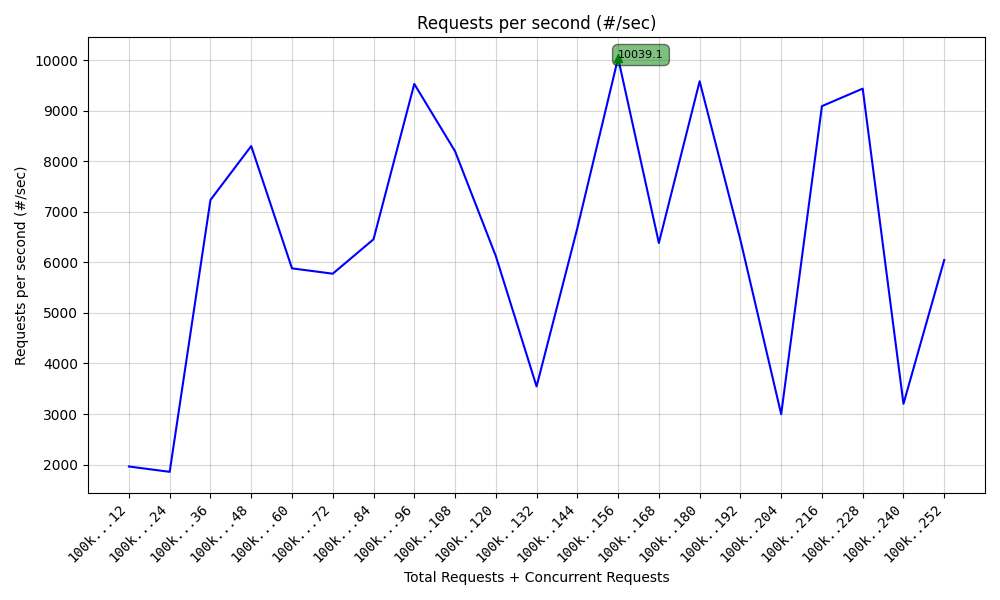 Requests per second (#/sec)
10039.1
10000
9000
8000
7000
6000
5000
4000
3000
2000
Requests per second (#/sec)
100k...12
100k...24
100k...36
100k...48
100k...60
100k...72
100k...84
100k...96
100k..108
100k..120
100k..132
100k..144
100k..156
100k..168
100k..180
100k..192
100k..204
100k..216
100k..228
100k..240
100k..252
Total Requests + Concurrent Requests